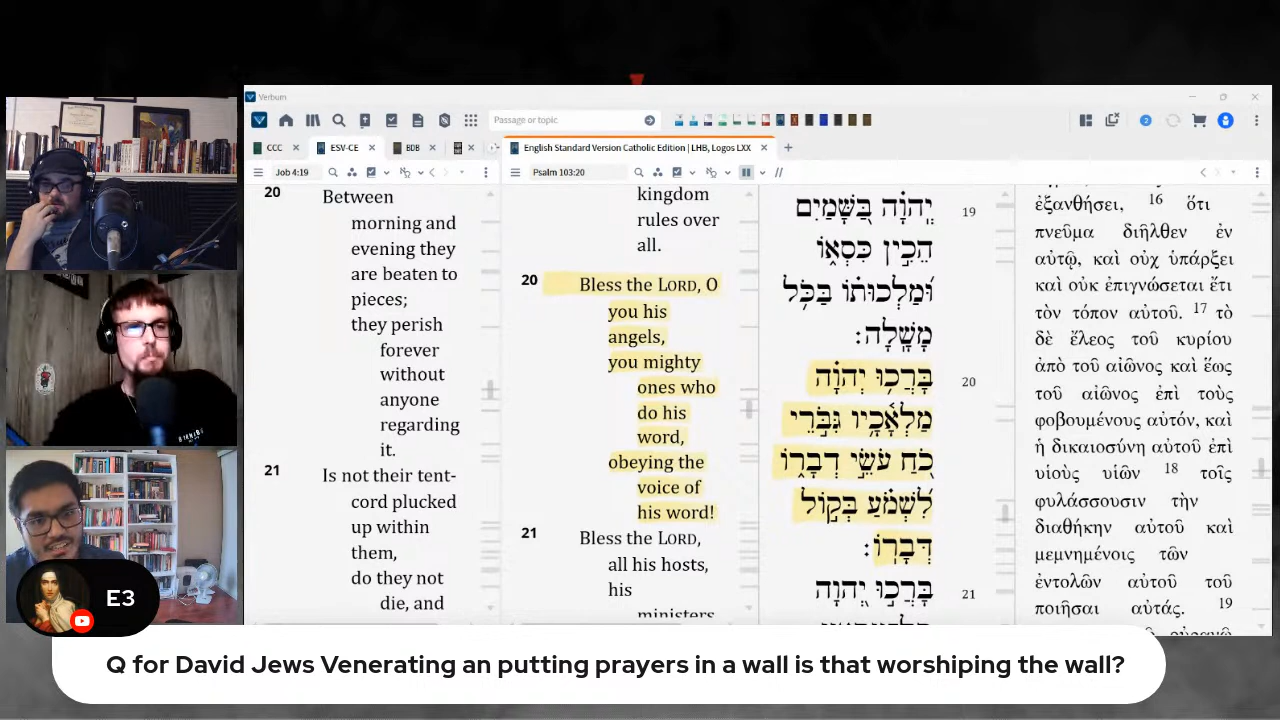 Verbum
Passage or topic
CCC
ESV-CE
BDB
English Standard Version Catholic Edition | LHB, Logos LXX
Job 4:19
Psalm 103:20
20 Between
morning and
evening they
are beaten to
pieces;
they perish
forever
without
anyone
regarding
it.
21 Is not their tent-
cord plucked
up within
them,
do they not
die, and
kingdom
rules over
all.
20 Bless the LORD, O
you his
angels,
you mighty
ones who
do his
word,
obeying the
voice of
his word!
21 Bless the LORD,
all his hosts,
his
ministers
19 יְֽהוָ֗ה בַּ֭שָּׁמַיִם
הֵכִ֣ין כִּסְא֑וֹ
וּ֝מַלְכוּת֗וֹ בַּכֹּ֥ל
מָשָֽׁלָה׃
20 בָּרֲכ֥וּ יְהוָ֗ה
מַלְאָ֫כָ֥יו גִּבֹּ֣רֵי
כֹ֭חַ עֹשֵׂ֣י דְבָר֑וֹ
לִ֝שְׁמֹ֗עַ בְּק֣וֹל
דְּבָרֽוֹ׃
21 בָּרֲכ֣וּ יְ֭הוָה
ἐξανθήσει, 16 ὅτι
πνεῦμα διῆλθεν ἐν
αὐτῷ, καὶ οὐχ ὑπάρξει
καὶ οὐκ ἐπιγνώσεται ἔτι
τὸν τόπον αὐτοῦ. 17 τὸ
δὲ ἔλεος τοῦ κυρίου
ἀπὸ τοῦ αἰῶνος καὶ ἕως
τοῦ αἰῶνος ἐπὶ τοὺς
φοβουμένους αὐτόν, καὶ
ἡ δικαιοσύνη αὐτοῦ ἐπὶ
υἱοὺς υἱῶν 18 τοῖς
φυλάσσουσιν τὴν
διαθήκην αὐτοῦ καὶ
μεμνημένοις τῶν
ἐντολῶν αὐτοῦ τοῦ
ποιῆσαι αὐτάς. 19
E3
Q for David Jews Venerating an putting prayers in a wall is that worshiping the wall?